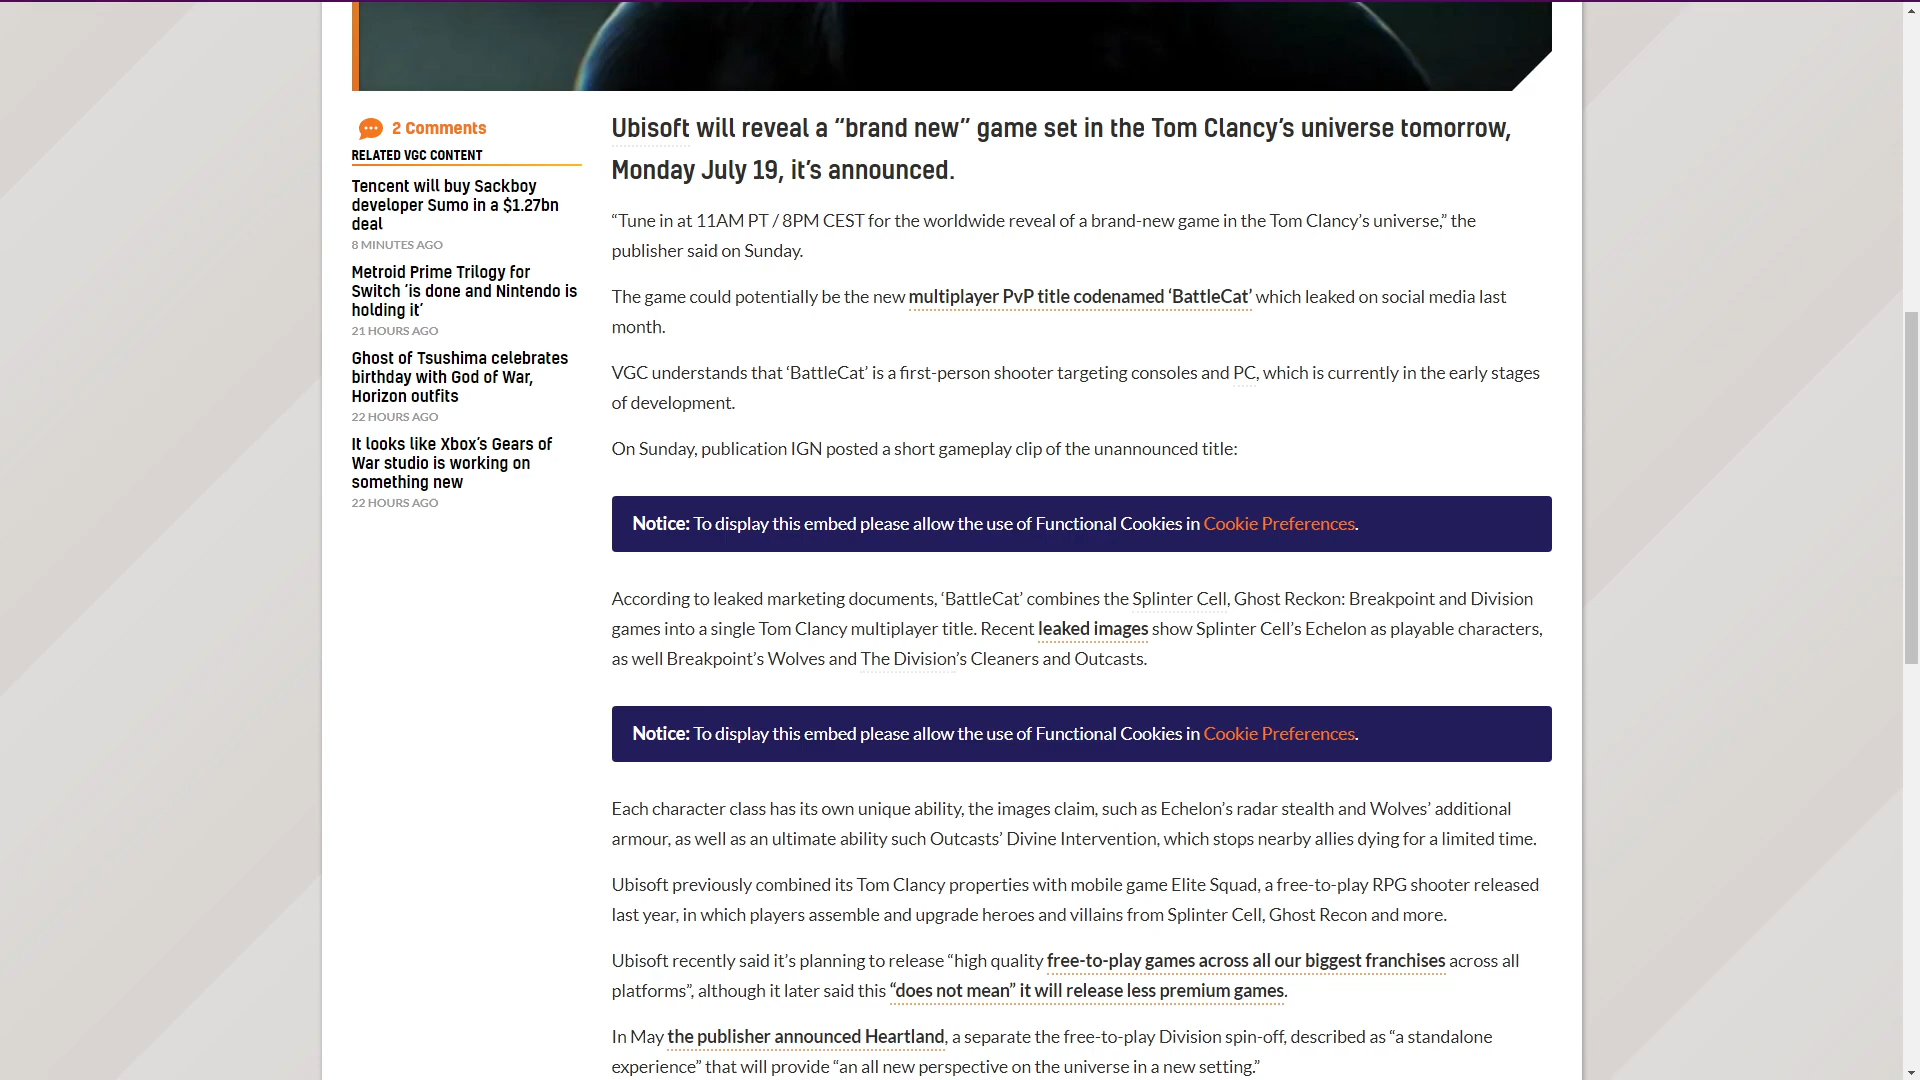 2 Comments
RELATED VGC CONTENT
Tencent will buy Sackboy
developer Sumo in a $1.27bn
deal
8 MINUTES AGO
Metroid Prime Trilogy for
Switch ‘is done and Nintendo is
holding it’
21 HOURS AGO
Ghost of Tsushima celebrates
birthday with God of War,
Horizon outfits
22 HOURS AGO
It looks like Xbox’s Gears of
War studio is working on
something new
22 HOURS AGO
Ubisoft will reveal a “brand new” game set in the Tom Clancy’s universe tomorrow,
Monday July 19, it’s announced.
“Tune in at 11AM PT / 8PM CEST for the worldwide reveal of a brand-new game in the Tom Clancy’s universe,” the
publisher said on Sunday.
The game could potentially be the new multiplayer PvP title codenamed ‘BattleCat’ which leaked on social media last
month.
VGC understands that ‘BattleCat’ is a first-person shooter targeting consoles and PC, which is currently in the early stages
of development.
On Sunday, publication IGN posted a short gameplay clip of the unannounced title:
Notice: To display this embed please allow the use of Functional Cookies in Cookie Preferences.
According to leaked marketing documents, ‘BattleCat’ combines the Splinter Cell, Ghost Reckon: Breakpoint and Division
games into a single Tom Clancy multiplayer title. Recent leaked images show Splinter Cell’s Echelon as playable characters,
as well Breakpoint’s Wolves and The Division’s Cleaners and Outcasts.
Notice: To display this embed please allow the use of Functional Cookies in Cookie Preferences.
Each character class has its own unique ability, the images claim, such as Echelon’s radar stealth and Wolves’ additional
armour, as well as an ultimate ability such Outcasts’ Divine Intervention, which stops nearby allies dying for a limited time.
Ubisoft previously combined its Tom Clancy properties with mobile game Elite Squad, a free-to-play RPG shooter released
last year, in which players assemble and upgrade heroes and villains from Splinter Cell, Ghost Recon and more.
Ubisoft recently said it’s planning to release “high quality free-to-play games across all our biggest franchises across all
platforms”, although it later said this “does not mean” it will release less premium games.
In May the publisher announced Heartland, a separate the free-to-play Division spin-off, described as “a standalone
experience” that will provide “an all new perspective on the universe in a new setting.”